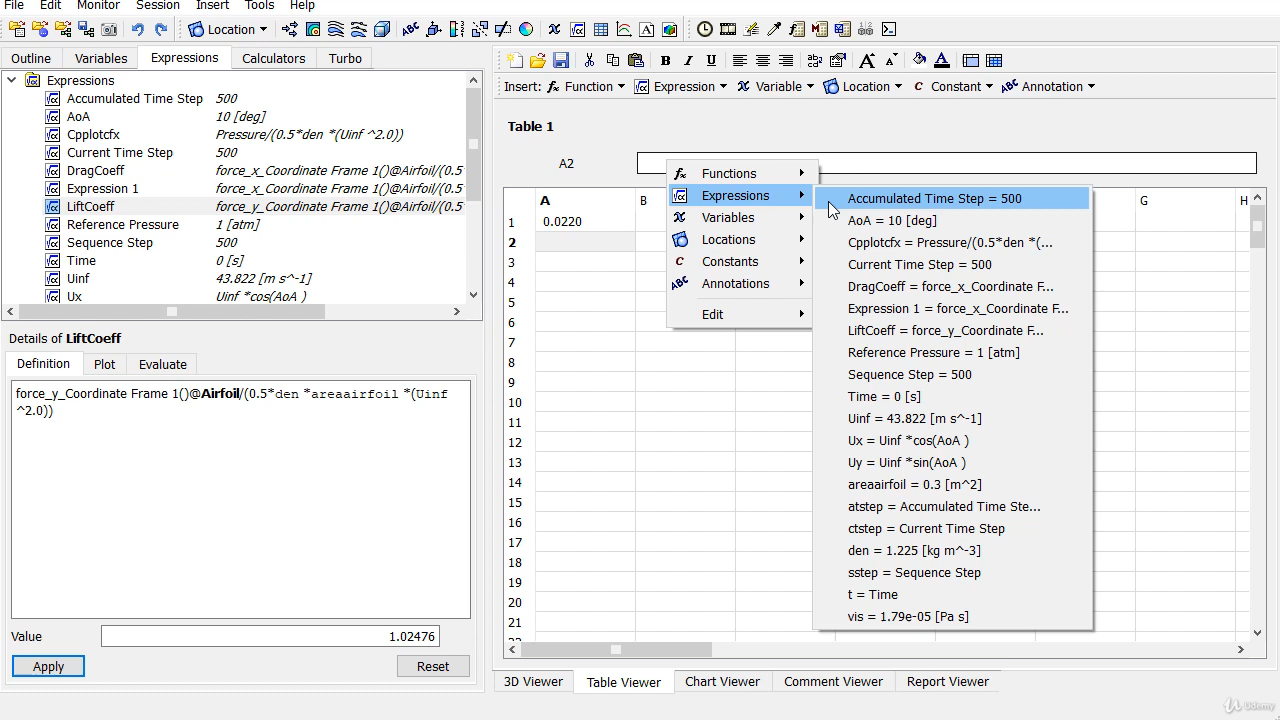 File Edit Monitor Session Insert Tools Help
Location
Outline Variables Expressions Calculators Turbo
Expressions
Accumulated Time Step 500
AoA 10 [deg]
Cpplotcfx Pressure/(0.5*den *(Uinf ^2.0))
Current Time Step 500
DragCoeff force_x_Coordinate Frame 1()@Airfoil/(0.5
Expression 1 force_x_Coordinate Frame 1()@Airfoil/(0.5
LiftCoeff force_y_Coordinate Frame 1()@Airfoil/(0.5
Reference Pressure 1 [atm]
Sequence Step 500
Time 0 [s]
Uinf 43.822 [m s^-1]
Ux Uinf *cos(AoA )
Details of LiftCoeff
Definition Plot Evaluate
force_y_Coordinate Frame 1()@Airfoil/(0.5*den *areaairfoil *(Uinf
^2.0))
Value 1.02476
Apply Reset
B I U A A A
Insert: fx Function Expression Variable Location C Constant ABC Annotation
Table 1
A2
A B G H
1 0.0220
2
3
4
5
6
7
8
9
10
11
12
13
14
15
16
17
18
19
20
fx Functions
Expressions
Variables
Locations
C Constants
ABC Annotations
Edit
Accumulated Time Step = 500
AoA = 10 [deg]
Cpplotcfx = Pressure/(0.5*den *(...
Current Time Step = 500
DragCoeff = force_x_Coordinate F...
Expression 1 = force_x_Coordinate F...
LiftCoeff = force_y_Coordinate F...
Reference Pressure = 1 [atm]
Sequence Step = 500
Time = 0 [s]
Uinf = 43.822 [m s^-1]
Ux = Uinf *cos(AoA )
Uy = Uinf *sin(AoA )
areaairfoil = 0.3 [m^2]
atstep = Accumulated Time Ste...
ctstep = Current Time Step
den = 1.225 [kg m^-3]
sstep = Sequence Step
t = Time
vis = 1.79e-05 [Pa s]
3D Viewer Table Viewer Chart Viewer Comment Viewer Report Viewer
Udemy